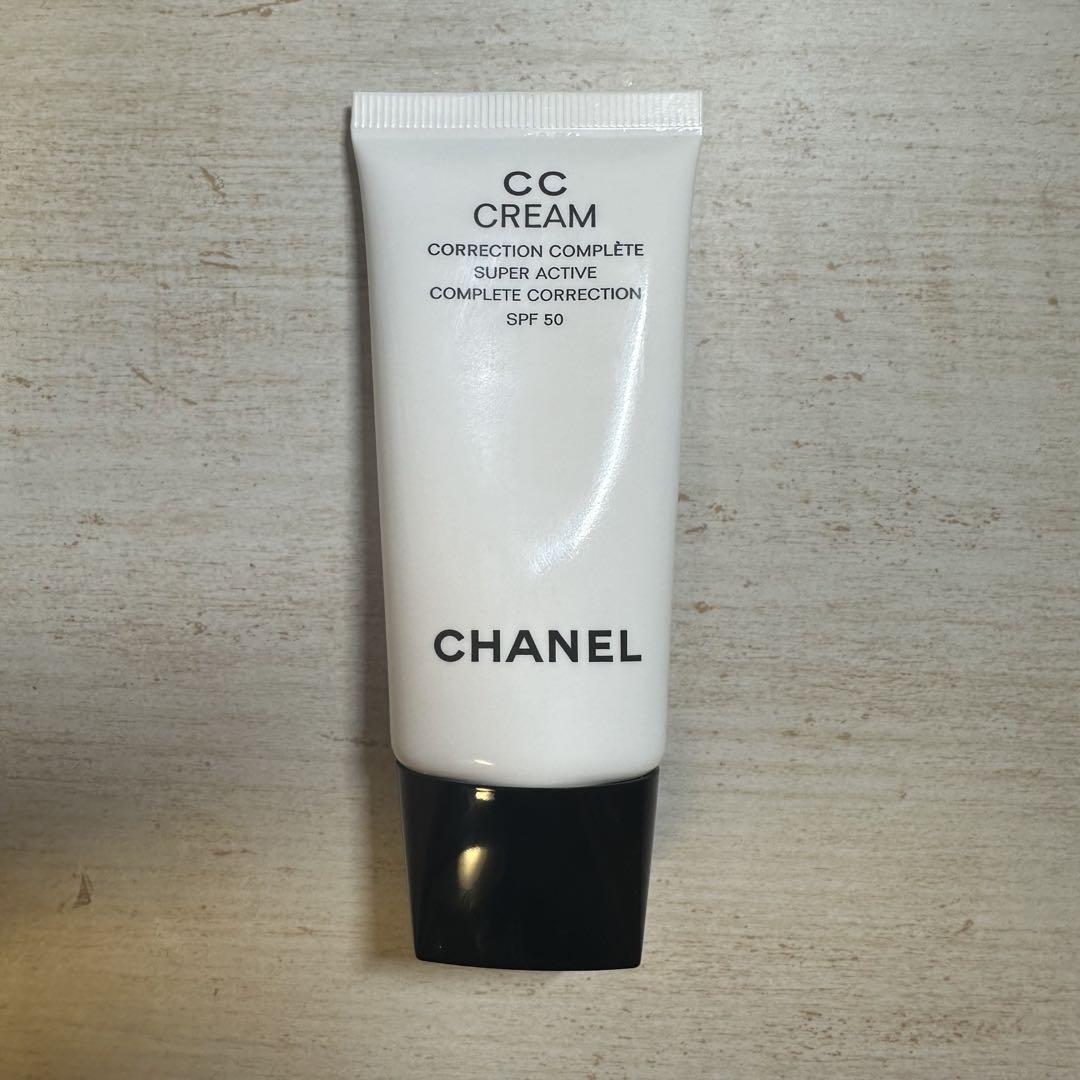 CC
CREAM
CORRECTION COMPLÈTE
SUPER ACTIVE
COMPLETE CORRECTION
SPF 50
CHANEL